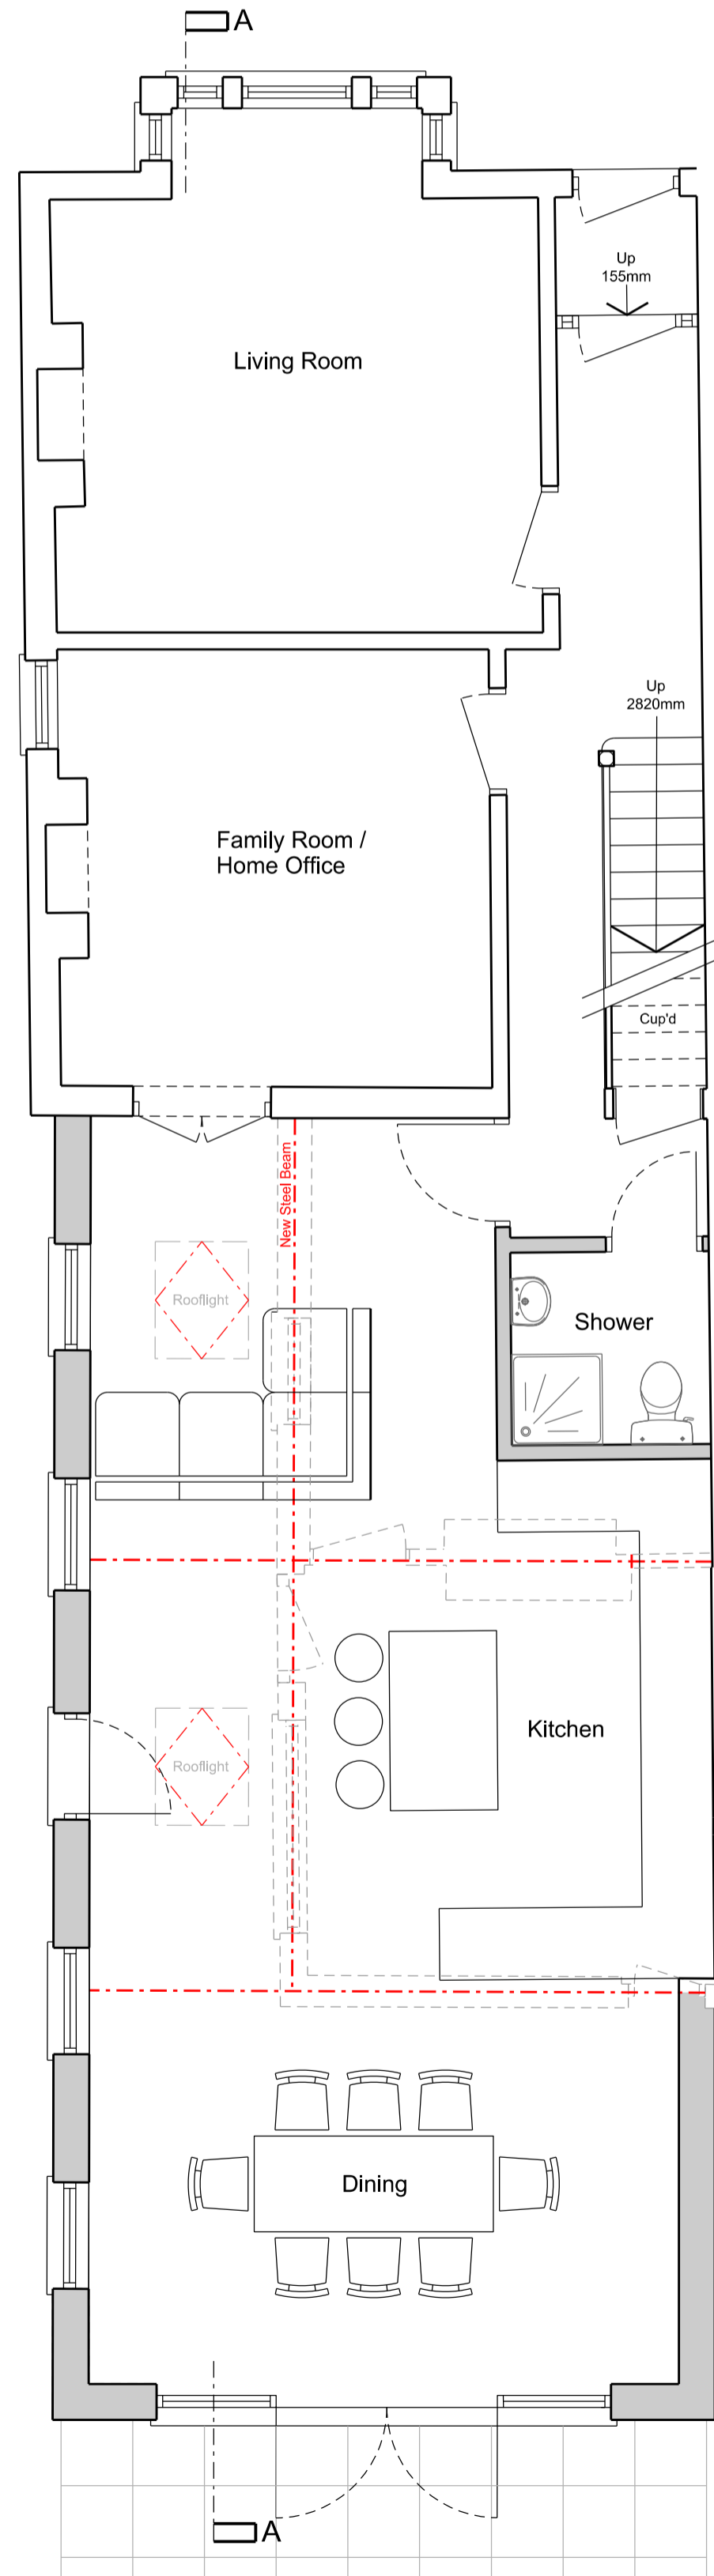 A
Up
155mm
Living Room
Up
2820mm
Family Room /
Home Office
Cup'd
New Steel Beam
Rooflight
Shower
Kitchen
Rooflight
Dining
A